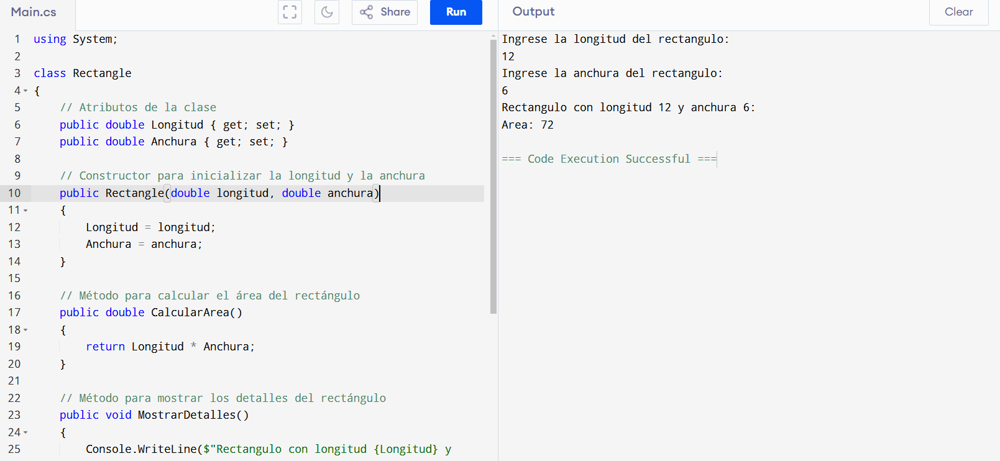 Main.cs
Share
Run
Output
Clear
1 using System;
2
3 class Rectangle
4 {
5 // Atributos de la clase
6 public double Longitud { get; set; }
7 public double Anchura { get; set; }
8
9 // Constructor para inicializar la longitud y la anchura
10 public Rectangle(double longitud, double anchura)
11 {
12 Longitud = longitud;
13 Anchura = anchura;
14 }
15
16 // Método para calcular el área del rectángulo
17 public double CalcularArea()
18 {
19 return Longitud * Anchura;
20 }
21
22 // Método para mostrar los detalles del rectángulo
23 public void MostrarDetalles()
24 {
25 Console.WriteLine($"Rectangulo con longitud {Longitud} y
Ingrese la longitud del rectangulo:
12
Ingrese la anchura del rectangulo:
6
Rectangulo con longitud 12 y anchura 6:
Area: 72
=== Code Execution Successful ===